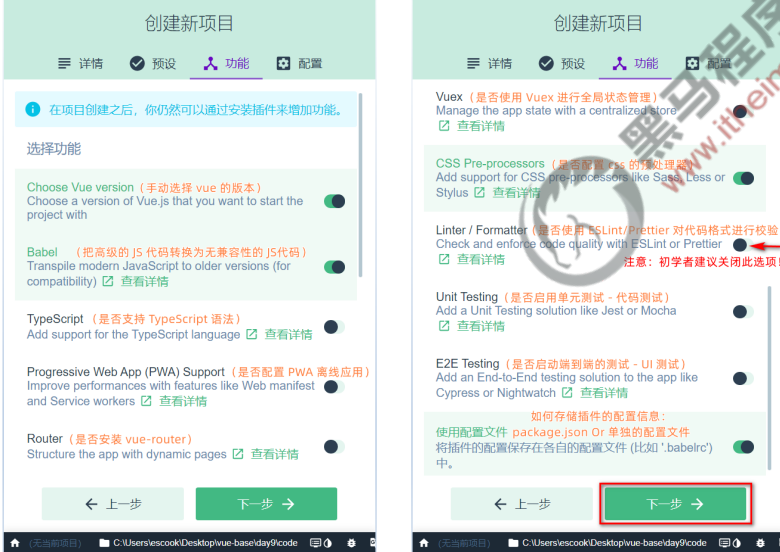 创建新项目
详情 预设 功能 配置
在项目创建之后，你仍然可以通过安装插件来增加功能。
选择功能
Choose Vue version（手动选择 vue 的版本）
Choose a version of Vue.js that you want to start the
project with
Babel （把高级的 JS 代码转换为无兼容性的 JS代码）
Transpile modern JavaScript to older versions (for
compatibility) 查看详情
TypeScript（是否支持 TypeScript 语法）
Add support for the TypeScript language 查看详情
Progressive Web App (PWA) Support（是否配置 PWA 离线应用）
Improve performances with features like Web manifest
and Service workers 查看详情
Router（是否安装 vue-router）
Structure the app with dynamic pages 查看详情
上一步 下一步
(无当前项目) C:\Users\escook\Desktop\vue-base\day9\code
创建新项目
详情 预设 功能 配置
Vuex（是否使用 Vuex 进行全局状态管理）
Manage the app state with a centralized store
查看详情
CSS Pre-processors（是否配置 css 的预处理器）
Add support for CSS pre-processors like Sass, Less or
Stylus 查看详情
Linter / Formatter（是否使用 ESLint/Prettier 对代码格式进行校验
Check and enforce code quality with ESLint or Prettier
查看详情
注意：初学者建议关闭此选项！
Unit Testing（是否启用单元测试 - 代码测试）
Add a Unit Testing solution like Jest or Mocha
查看详情
E2E Testing（是否启动端到端的测试 - UI 测试）
Add an End-to-End testing solution to the app like
Cypress or Nightwatch 查看详情
如何存储插件的配置信息：
使用配置文件 package.json Or 单独的配置文件
将插件的配置保存在各自的配置文件 (比如 '.babelrc')
中。
上一步 下一步
(无当前项目) C:\Users\escook\Desktop\vue-base\day9\code
黑马程序